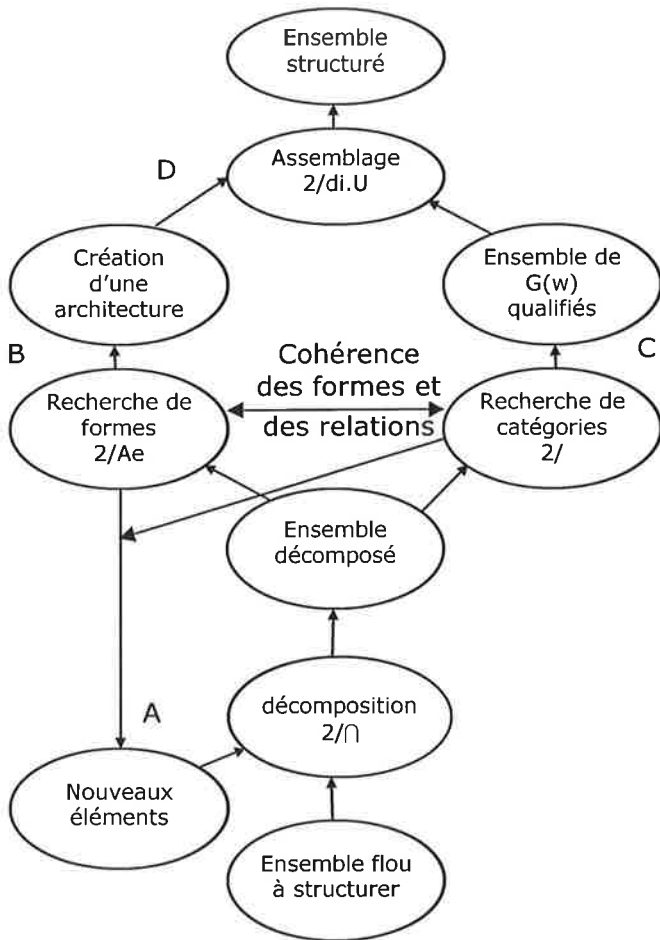 Ensemble
structuré
D
Assemblage
2/di.U
Création
d'une
architecture
Ensemble de
G(w)
qualifiés
B
C
Cohérence
des formes et
des relations
Recherche de
formes
2/Ae
Recherche de
catégories
2/
Ensemble
décomposé
A
décomposition
2/∩
Nouveaux
éléments
Ensemble flou
à structurer